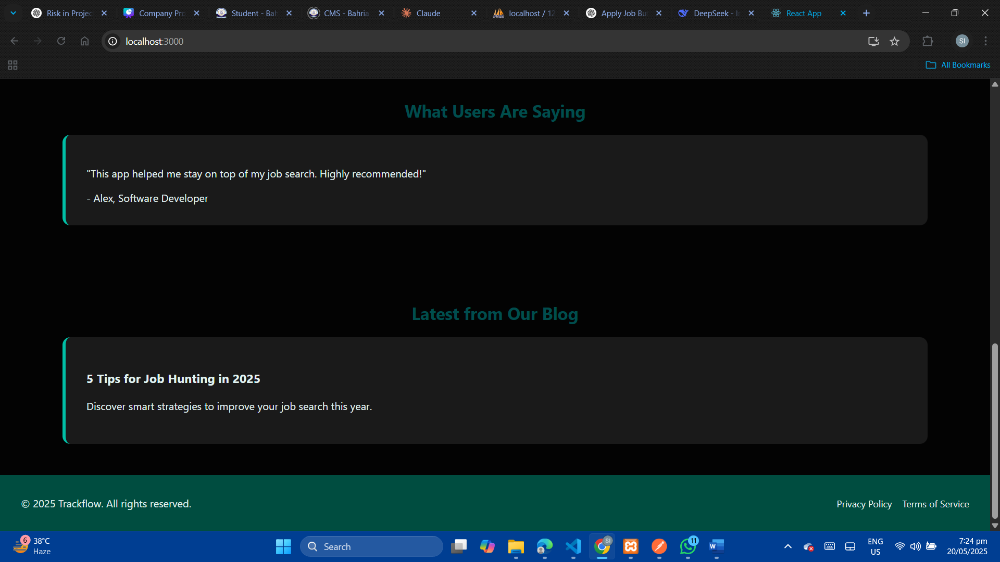 Risk in Projec
Company Pro
Student - Bah
CMS - Bahria
Claude
localhost / 12
Apply Job Bu
DeepSeek - In
React App
localhost:3000
SI
All Bookmarks
What Users Are Saying
"This app helped me stay on top of my job search. Highly recommended!"
- Alex, Software Developer
Latest from Our Blog
5 Tips for Job Hunting in 2025
Discover smart strategies to improve your job search this year.
© 2025 Trackflow. All rights reserved.
Privacy Policy Terms of Service
6
38°C
Haze
Search
SI
11
ENG
US
7:24 pm
20/05/2025